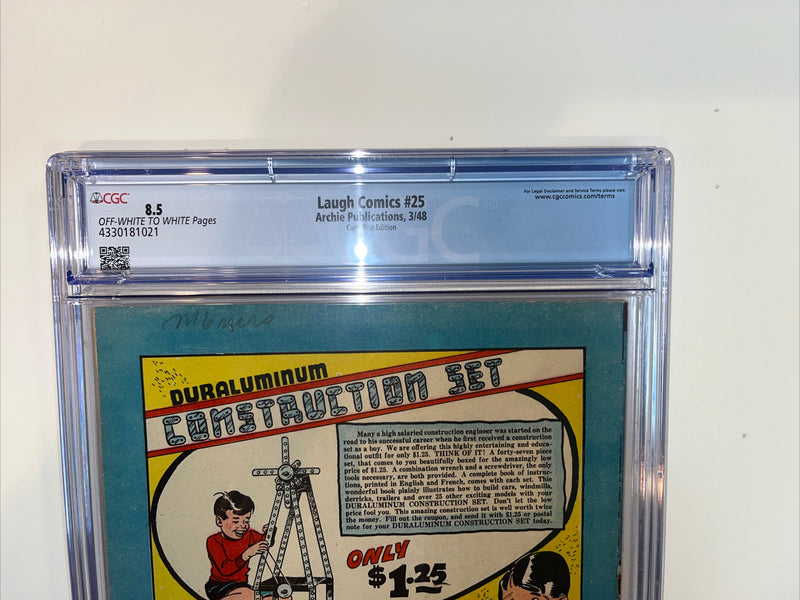 CGC
8.5
OFF-WHITE TO WHITE Pages
4330181021
Laugh Comics #25
Archie Publications, 3/48
Edition
For Legal Disclaimer and Service Terms please visit:
www.cgccomics.com/terms
CGC
DURALUMINUM
CONSTRUCTION SET
Many a high salaried construction engineer was started on the
road to his successful career when he first received a construction
set as a boy. We are offering this highly entertaining and educa-
tional outfit for only $1.25. THINK OF IT! A forty-seven piece
set, that comes to you beautifully boxed for the amazingly low
price of $1.25. A combination wrench and a screwdriver, the only
tools necessary, are both provided. A complete book of instruc-
tions, printed in English and French, comes with each set. This
wonderful book plainly illustrates how to build cars, windmills,
derricks, trailers and over 25 other exciting models with your
DURALUMINUM CONSTRUCTION SET. Don't let the low
price fool you. This amazing construction set is well worth twice
the money. Fill out the coupon, and send it with $1.25 or postal
note for your DURALUMINUM CONSTRUCTION SET today.
ONLY
$1.25